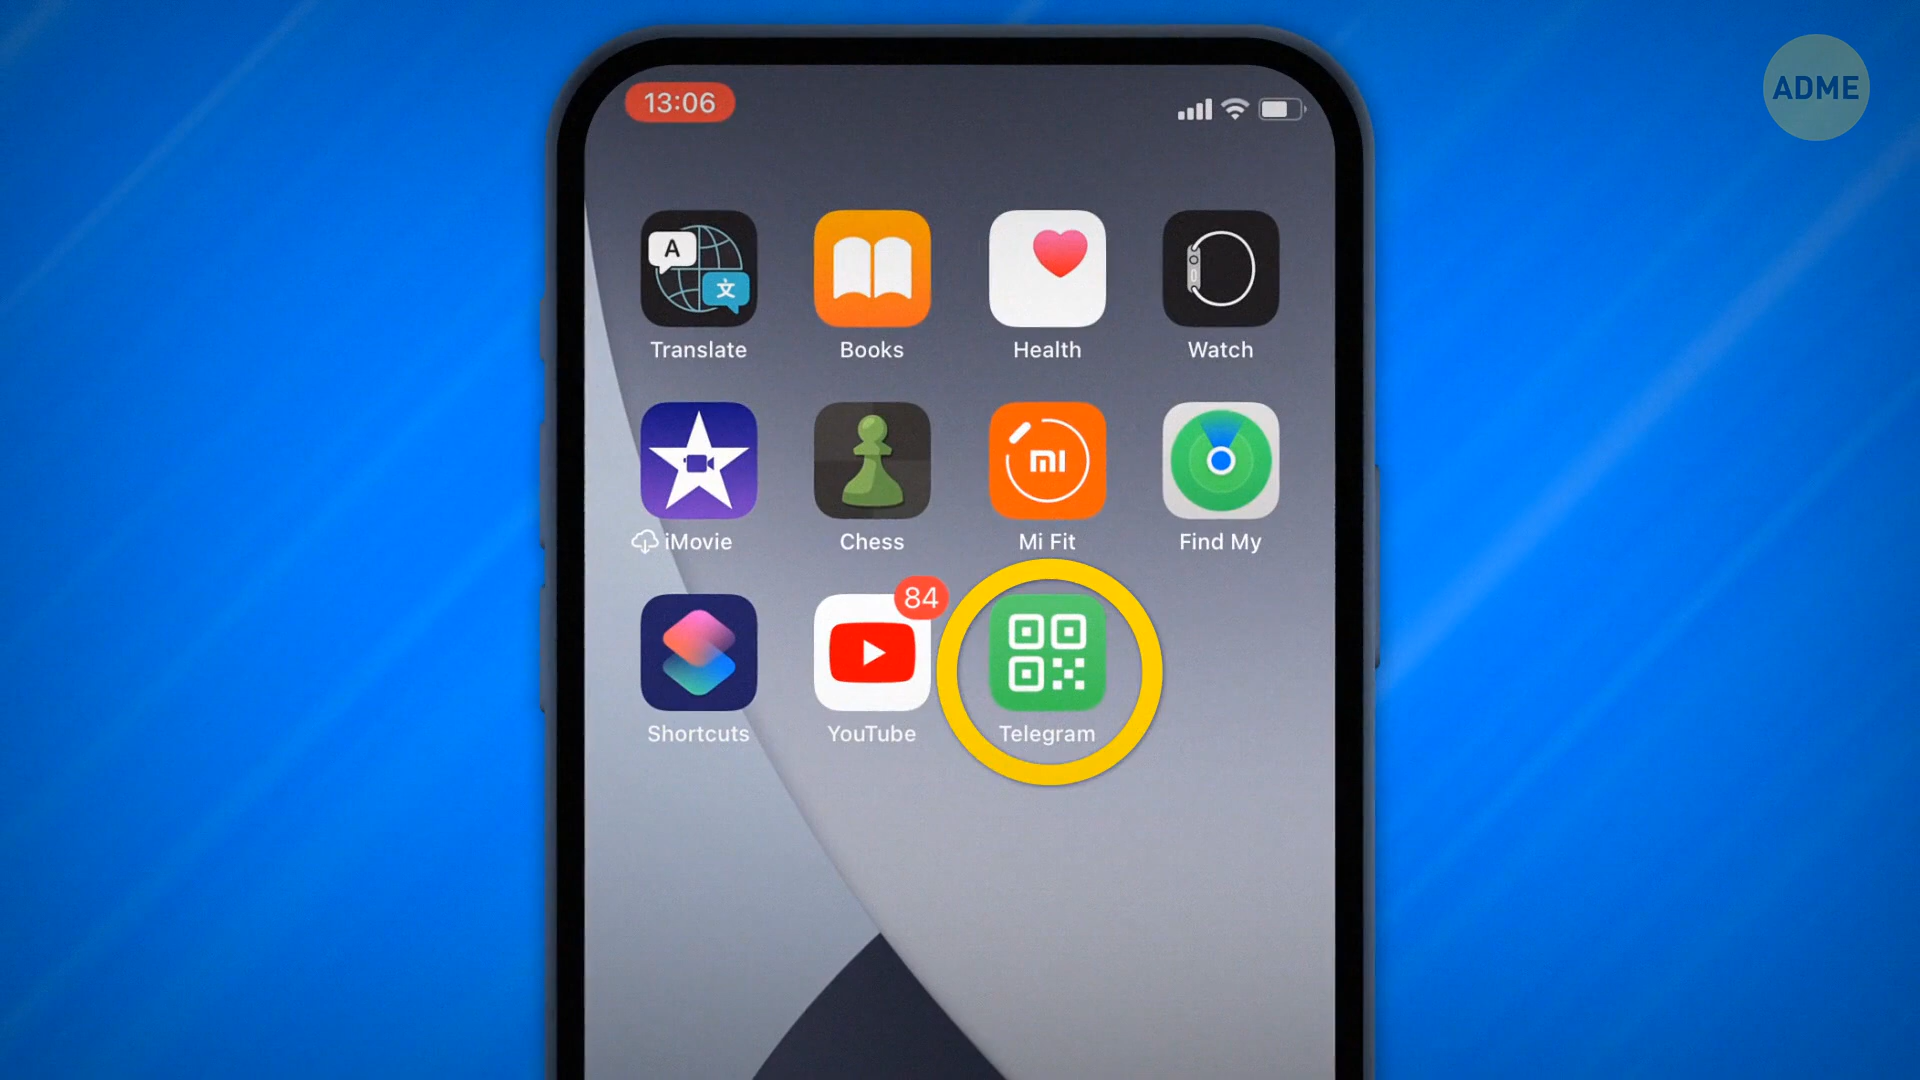 13:06
ADME
A
文
Translate
Books
Health
Watch
mi
iMovie
Chess
Mi Fit
Find My
84
Shortcuts
YouTube
Telegram